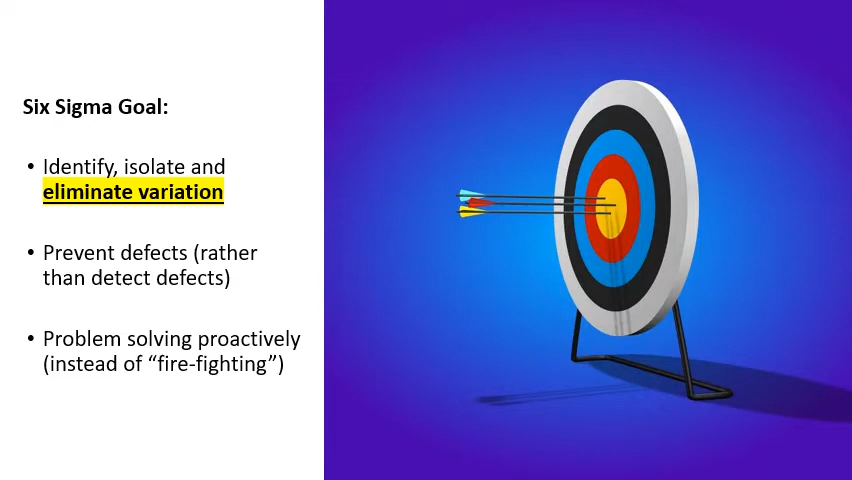 Six Sigma Goal:
• Identify, isolate and
eliminate variation
• Prevent defects (rather
than detect defects)
• Problem solving proactively
(instead of “fire-fighting”)